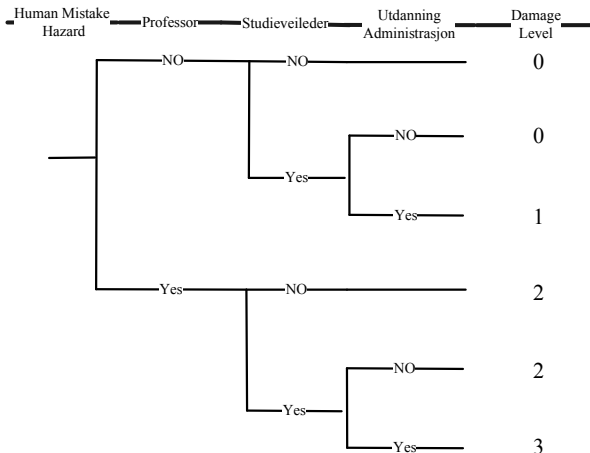 Human Mistake
Hazard
Professor
Studieveileder
Utdanning
Administrasjon
Damage
Level
NO
NO
0
NO
0
Yes
Yes
1
Yes
NO
2
NO
2
Yes
Yes
3